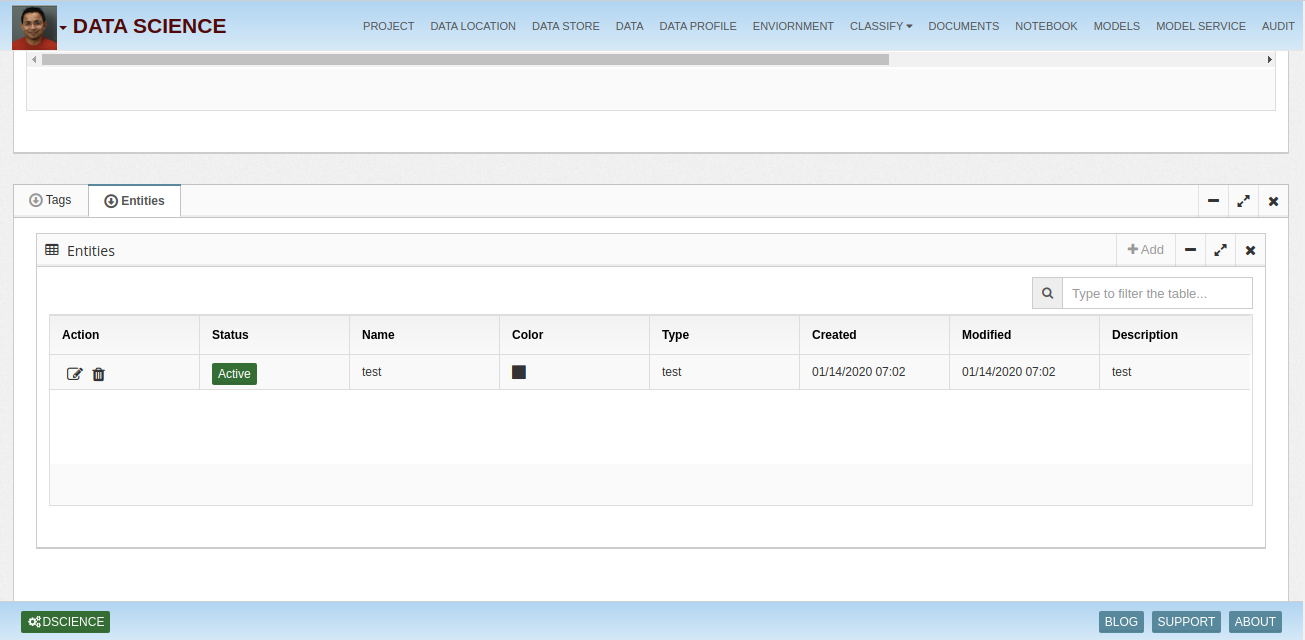 DATA SCIENCE PROJECT DATA LOCATION DATA STORE DATA DATA PROFILE ENVIORNMENT CLASSIFY DOCUMENTS NOTEBOOK MODELS MODEL SERVICE AUDIT
Tags Entities
Entities Add
Type to filter the table...
Action Status Name Color Type Created Modified Description
Active test test 01/14/2020 07:02 01/14/2020 07:02 test
DSCIENCE BLOG SUPPORT ABOUT